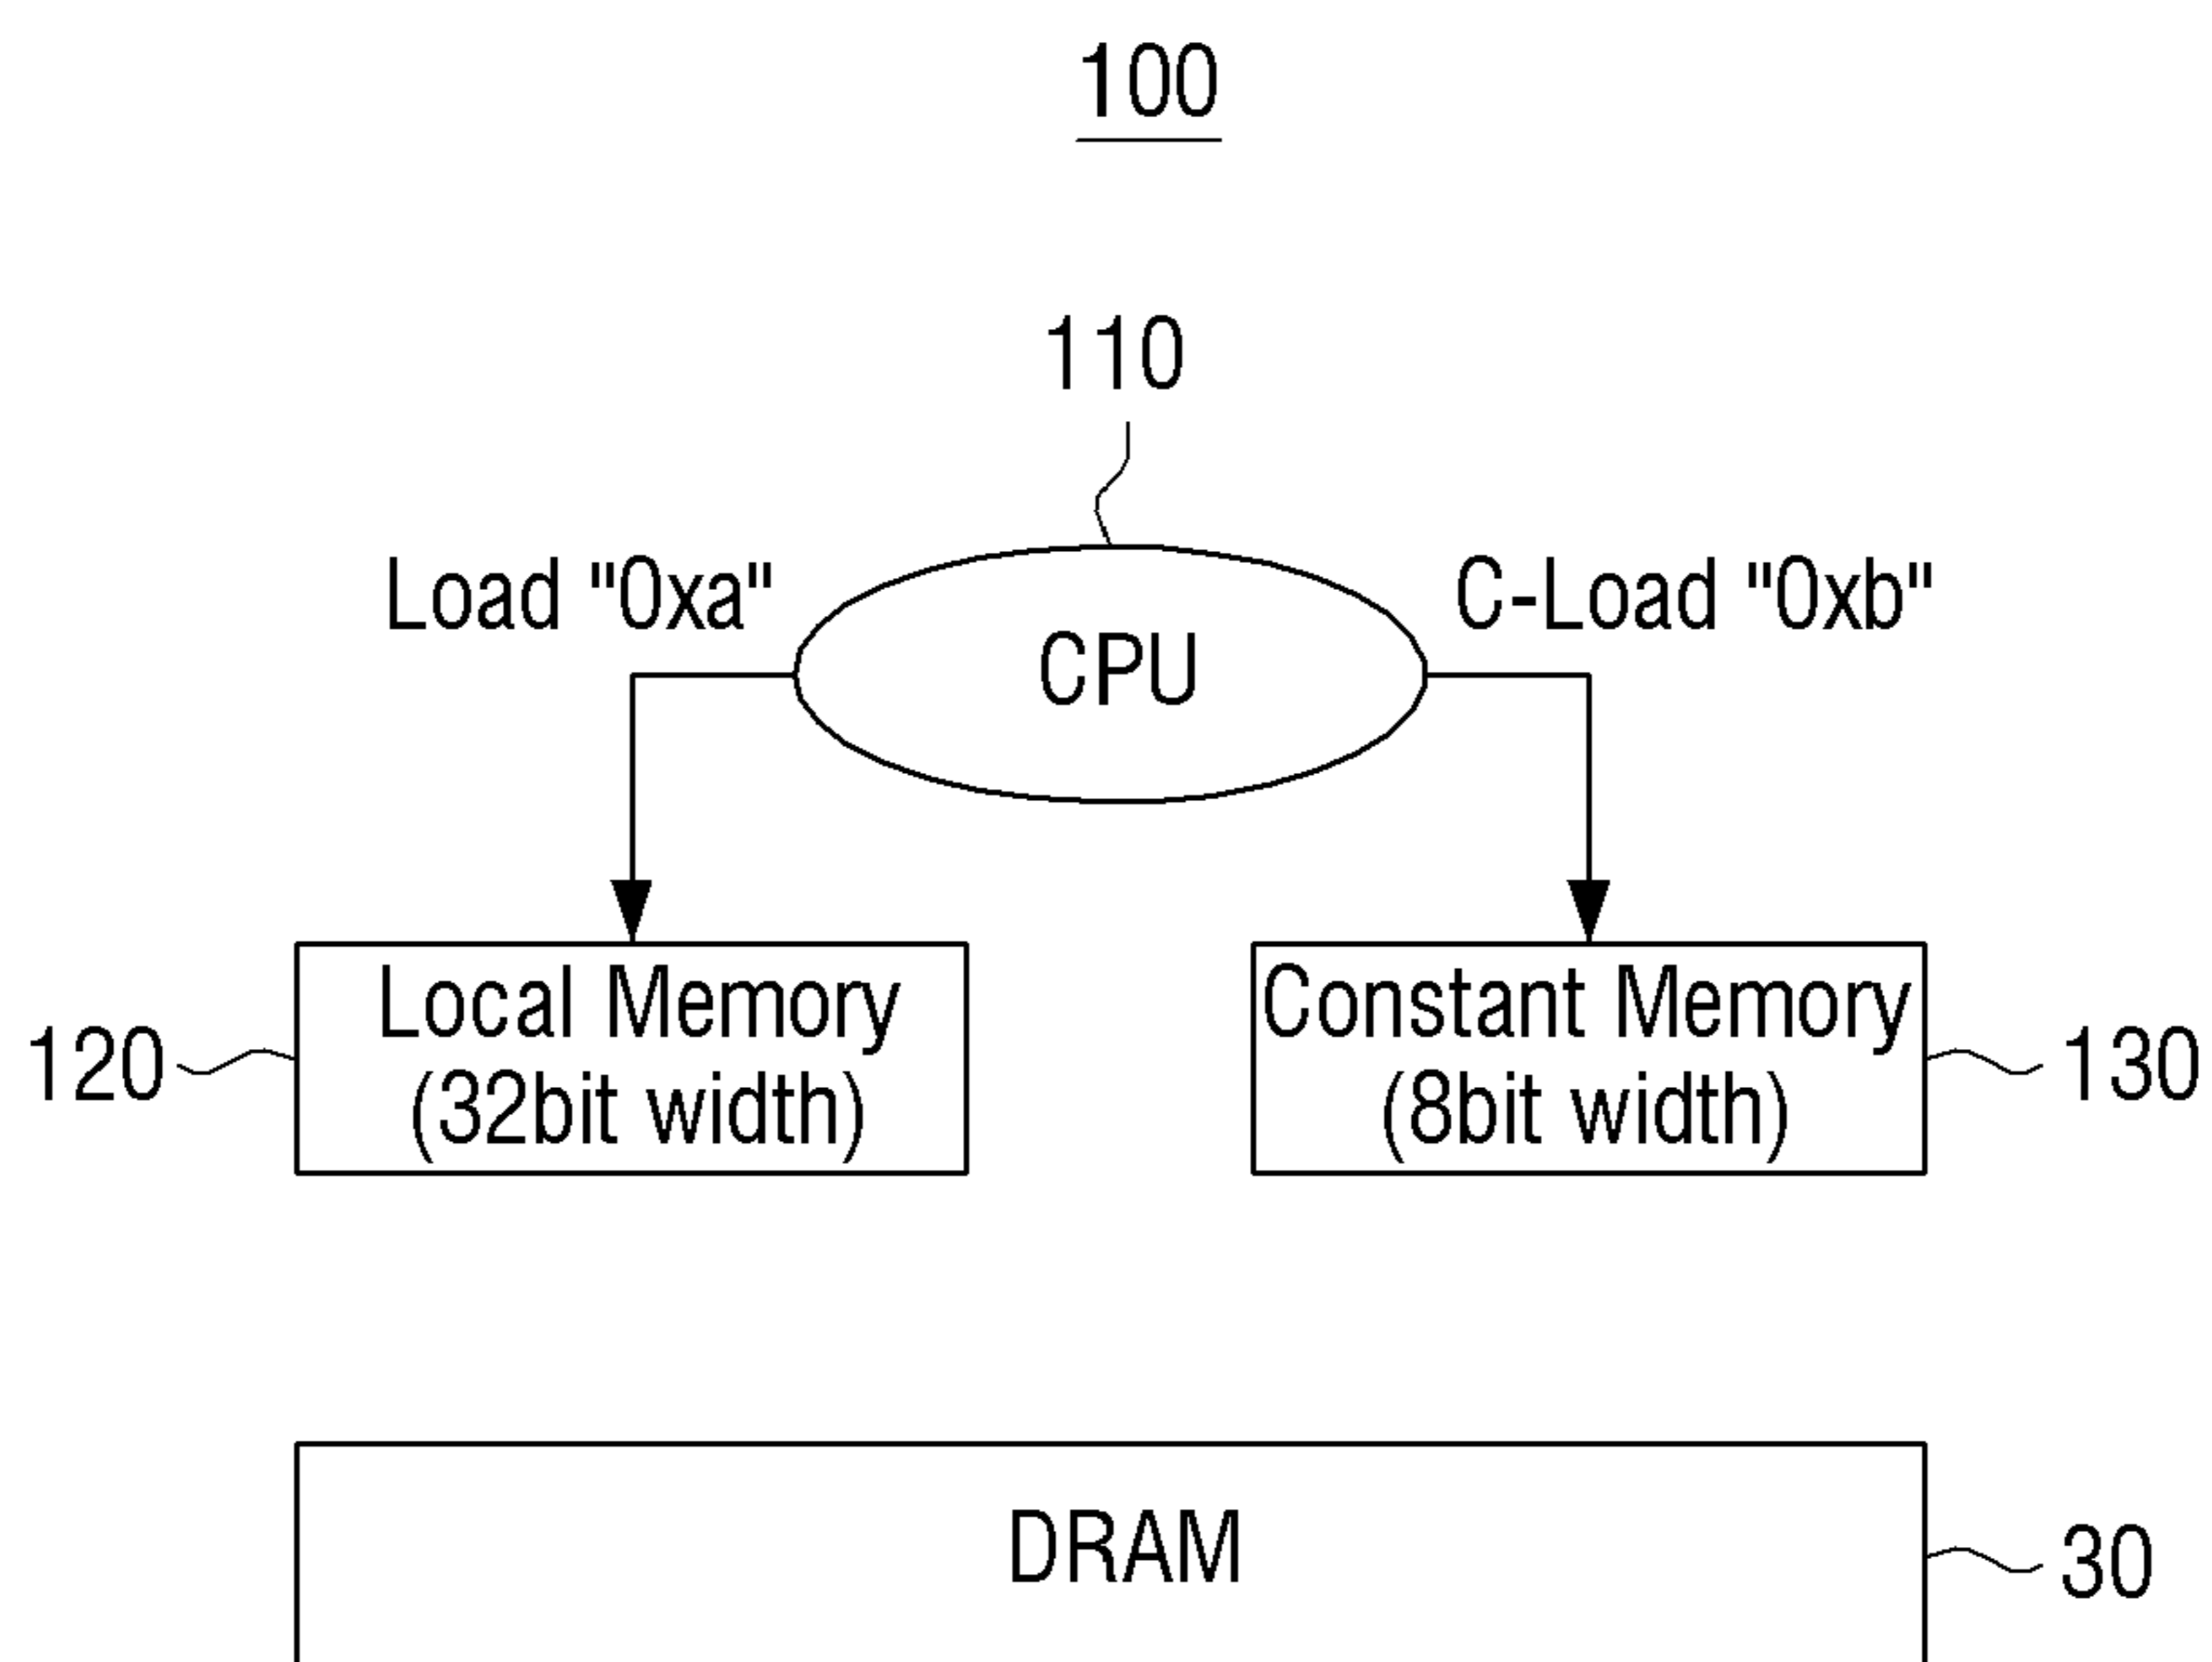 100
110
Load "0xa"
C-Load "0xb"
CPU
Local Memory
(32bit width)
Constant Memory
(8bit width)
120
130
DRAM
30